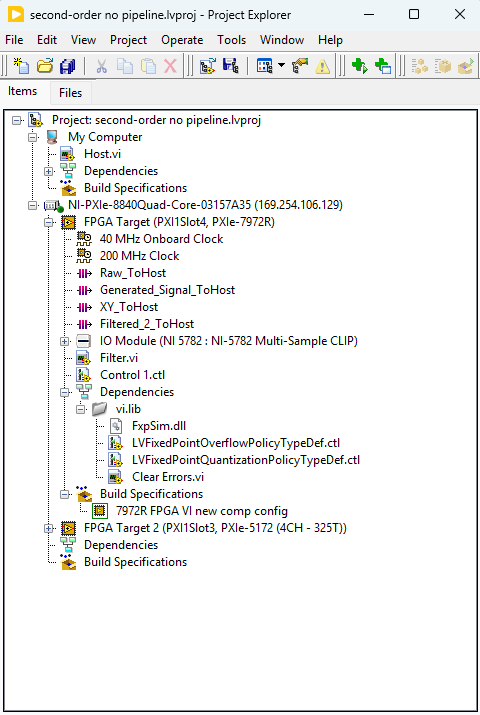 second-order no pipeline.lvproj - Project Explorer
File Edit View Project Operate Tools Window Help
Items Files
Project: second-order no pipeline.lvproj
My Computer
Host.vi
Dependencies
Build Specifications
NI-PXIe-8840Quad-Core-03157A35 (169.254.106.129)
FPGA Target (PXI1Slot4, PXIe-7972R)
40 MHz Onboard Clock
200 MHz Clock
Raw_ToHost
Generated_Signal_ToHost
XY_ToHost
Filtered_2_ToHost
IO Module (NI 5782 : NI-5782 Multi-Sample CLIP)
Filter.vi
Control 1.ctl
Dependencies
vi.lib
FxpSim.dll
LVFixedPointOverflowPolicyTypeDef.ctl
LVFixedPointQuantizationPolicyTypeDef.ctl
Clear Errors.vi
Build Specifications
7972R FPGA VI new comp config
FPGA Target 2 (PXI1Slot3, PXIe-5172 (4CH - 325T))
Dependencies
Build Specifications